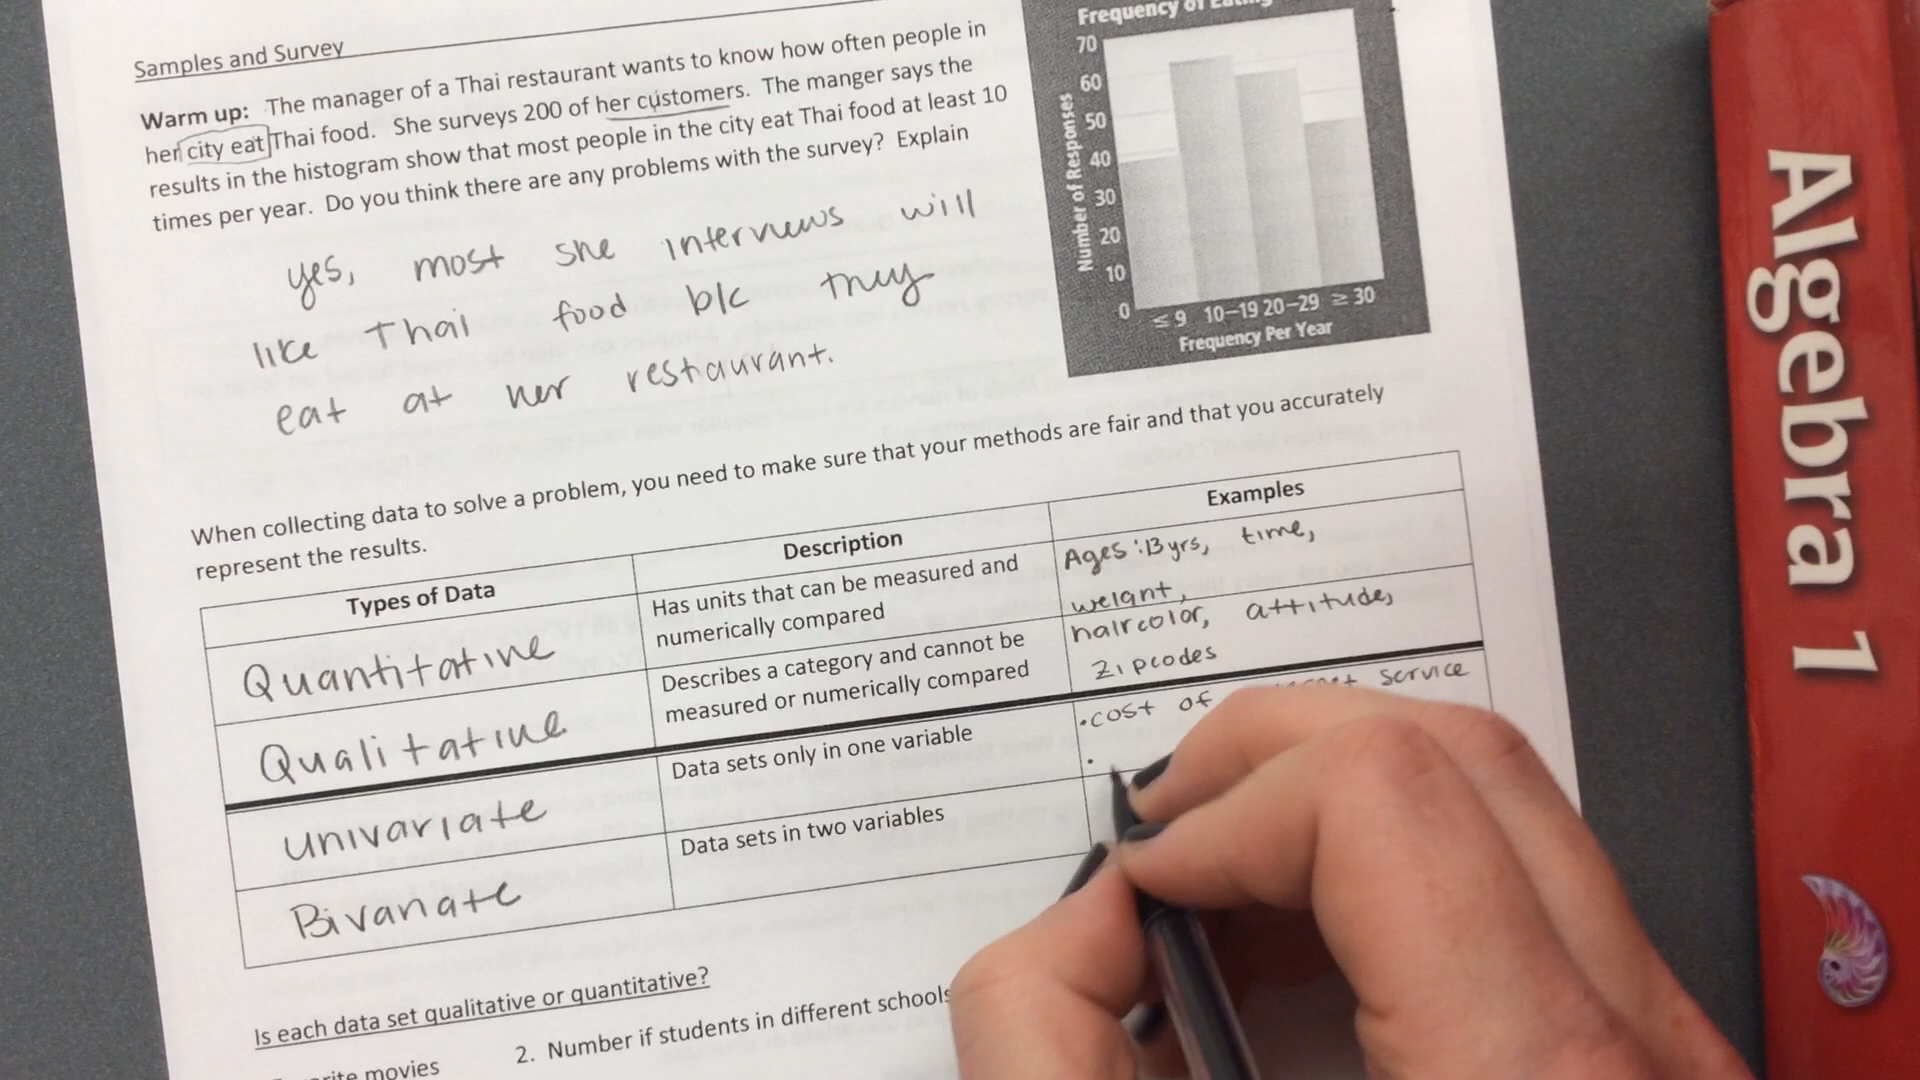 Samples and Survey
Warm up: The manager of a Thai restaurant wants to know how often people in
her city eat Thai food. She surveys 200 of her customers. The manger says the
results in the histogram show that most people in the city eat Thai food at least 10
times per year. Do you think there are any problems with the survey? Explain
yes, most she interviews will
like Thai food b/c they
eat at her restaurant.
Frequency of Eating
70
60
50
40
30
20
10
0
Number of Responses
≤ 9 10–19 20–29 ≥ 30
Frequency Per Year
When collecting data to solve a problem, you need to make sure that your methods are fair and that you accurately
represent the results.
Types of Data Description Examples
Quantitative
Has units that can be measured and
numerically compared
Ages: 13 yrs, time,
weight,
Qualitative
Describes a category and cannot be
measured or numerically compared
haircolor, attitude,
zipcodes
univariate
Data sets only in one variable
• cost of service
•
Bivariate
Data sets in two variables
Is each data set qualitative or quantitative?
movies
2. Number if students in different schools
Algebra 1